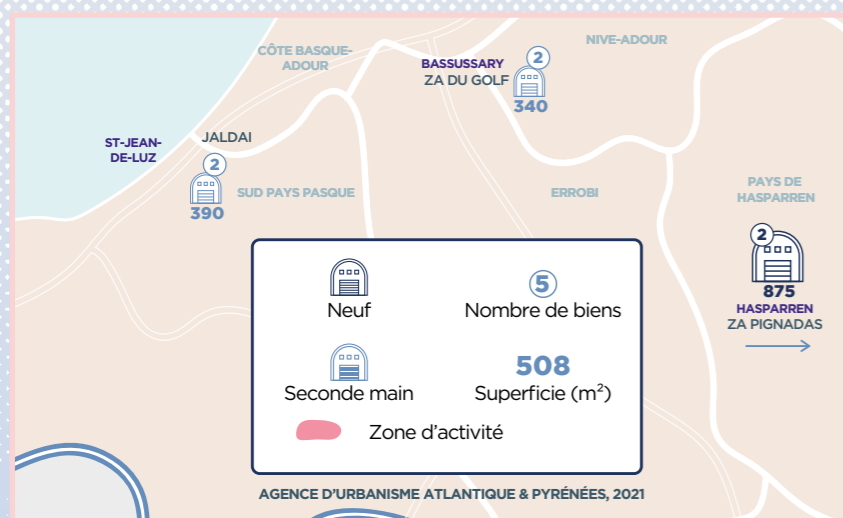 CÔTE BASQUE-
ADOUR
NIVE-ADOUR
BASSUSSARY
ZA DU GOLF
2
340
ST-JEAN-
DE-LUZ
JALDAI
2
390
SUD PAYS PASQUE
ERROBI
PAYS DE
HASPARREN
2
875
HASPARREN
ZA PIGNADAS
Neuf
5
Nombre de biens
Seconde main
508
Superficie (m²)
Zone d'activité
AGENCE D'URBANISME ATLANTIQUE & PYRÉNÉES, 2021